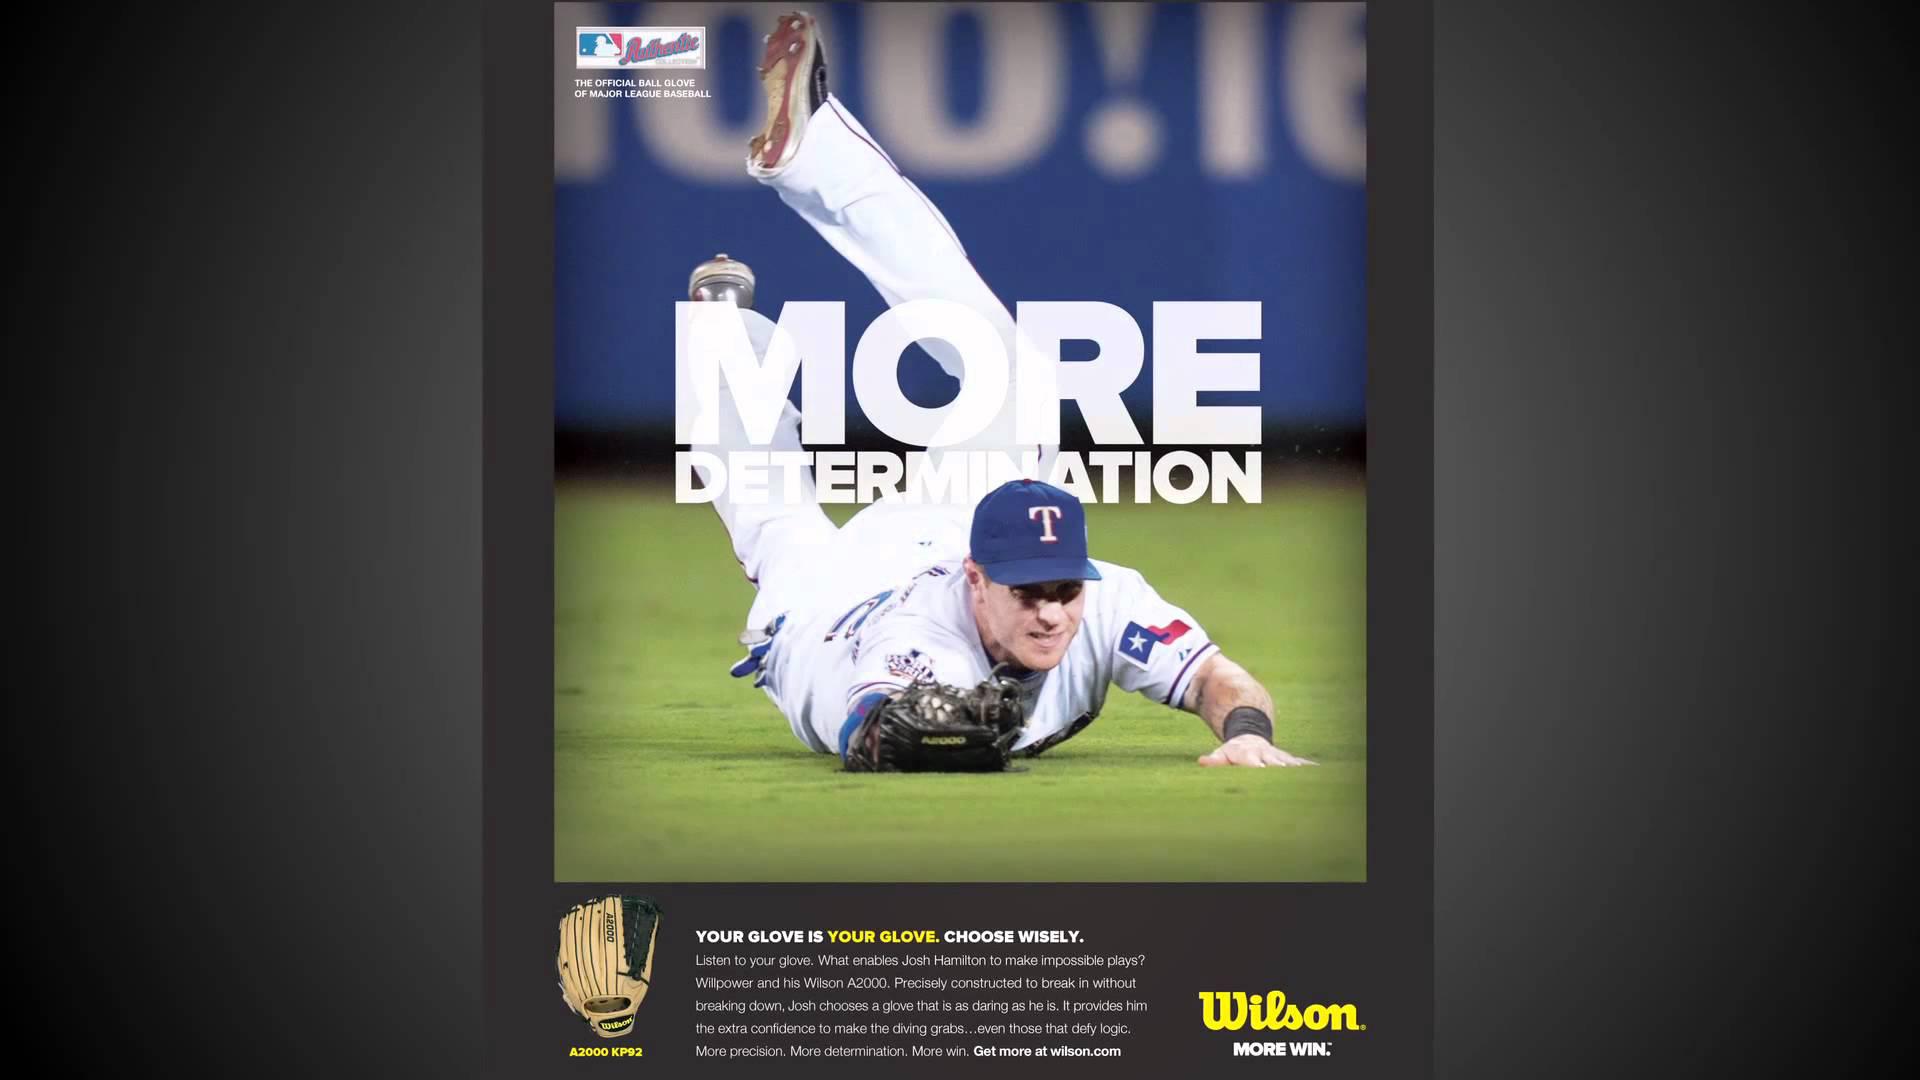 Authentic
COLLECTION
THE OFFICIAL BALL GLOVE
OF MAJOR LEAGUE BASEBALL
MORE
DETERMINATION
T
A2000
A2000
Wilson
A2000 KP92
YOUR GLOVE IS YOUR GLOVE. CHOOSE WISELY.
Listen to your glove. What enables Josh Hamilton to make impossible plays?
Willpower and his Wilson A2000. Precisely constructed to break in without
breaking down, Josh chooses a glove that is as daring as he is. It provides him
the extra confidence to make the diving grabs…even those that defy logic.
More precision. More determination. More win. Get more at wilson.com
Wilson®
MORE WIN.™